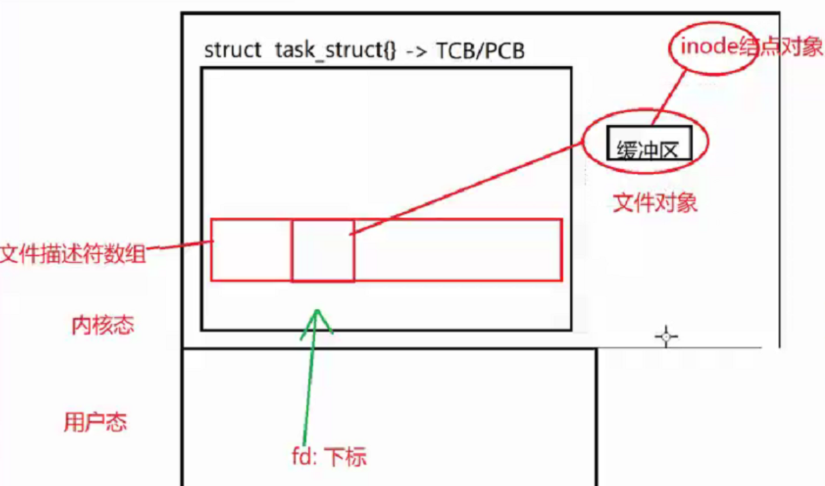 struct task_struct{} -> TCB/PCB
inode结点对象
缓冲区
文件对象
文件描述符数组
内核态
用户态
fd: 下标